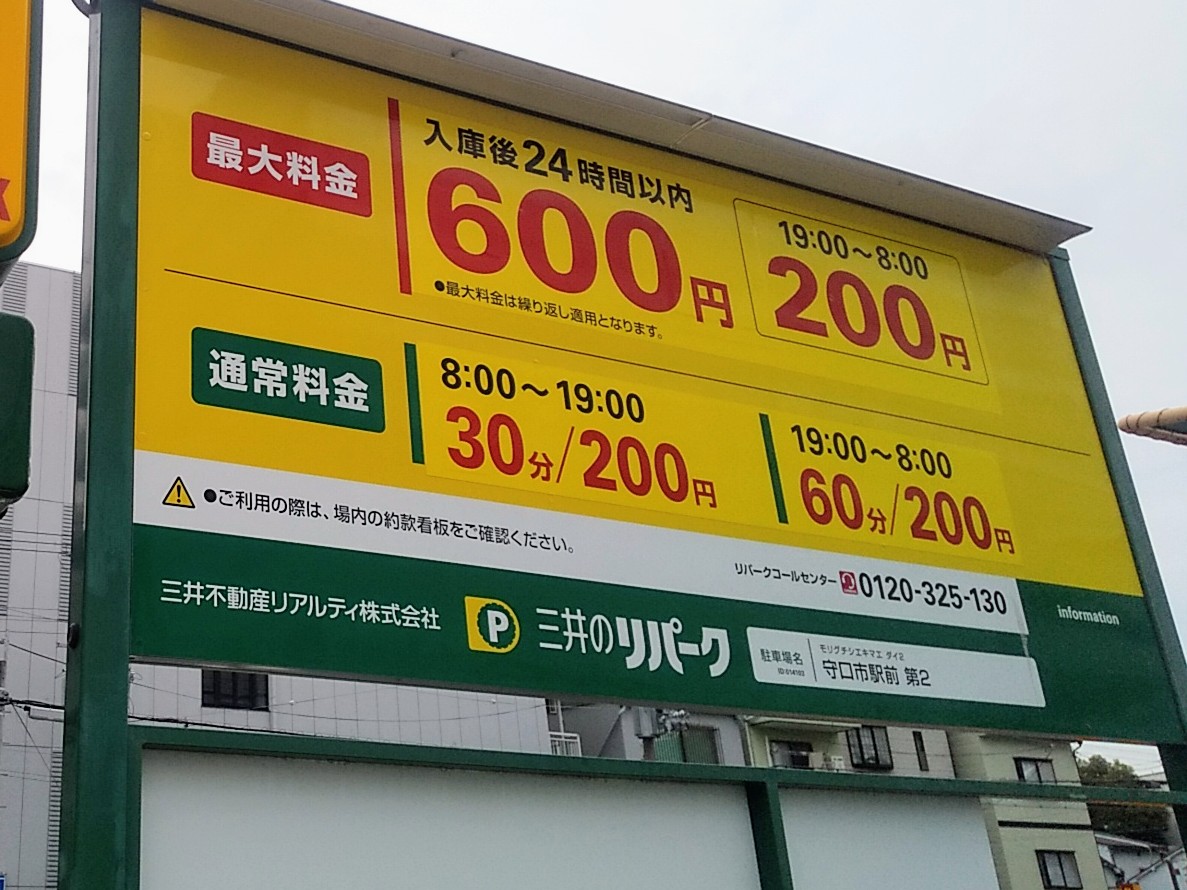 最大料金
入庫後24時間以内
600円
●最大料金は繰り返し適用となります。
19:00～8:00
200円
通常料金
8:00～19:00
30分/200円
19:00～8:00
60分/200円
●ご利用の際は、場内の約款看板をご確認ください。
リパークコールセンター 0120-325-130
information
三井不動産リアルティ株式会社
P 三井のリパーク
駐車場名
モリグチシエキマエ ダイ2
守口市駅前 第2